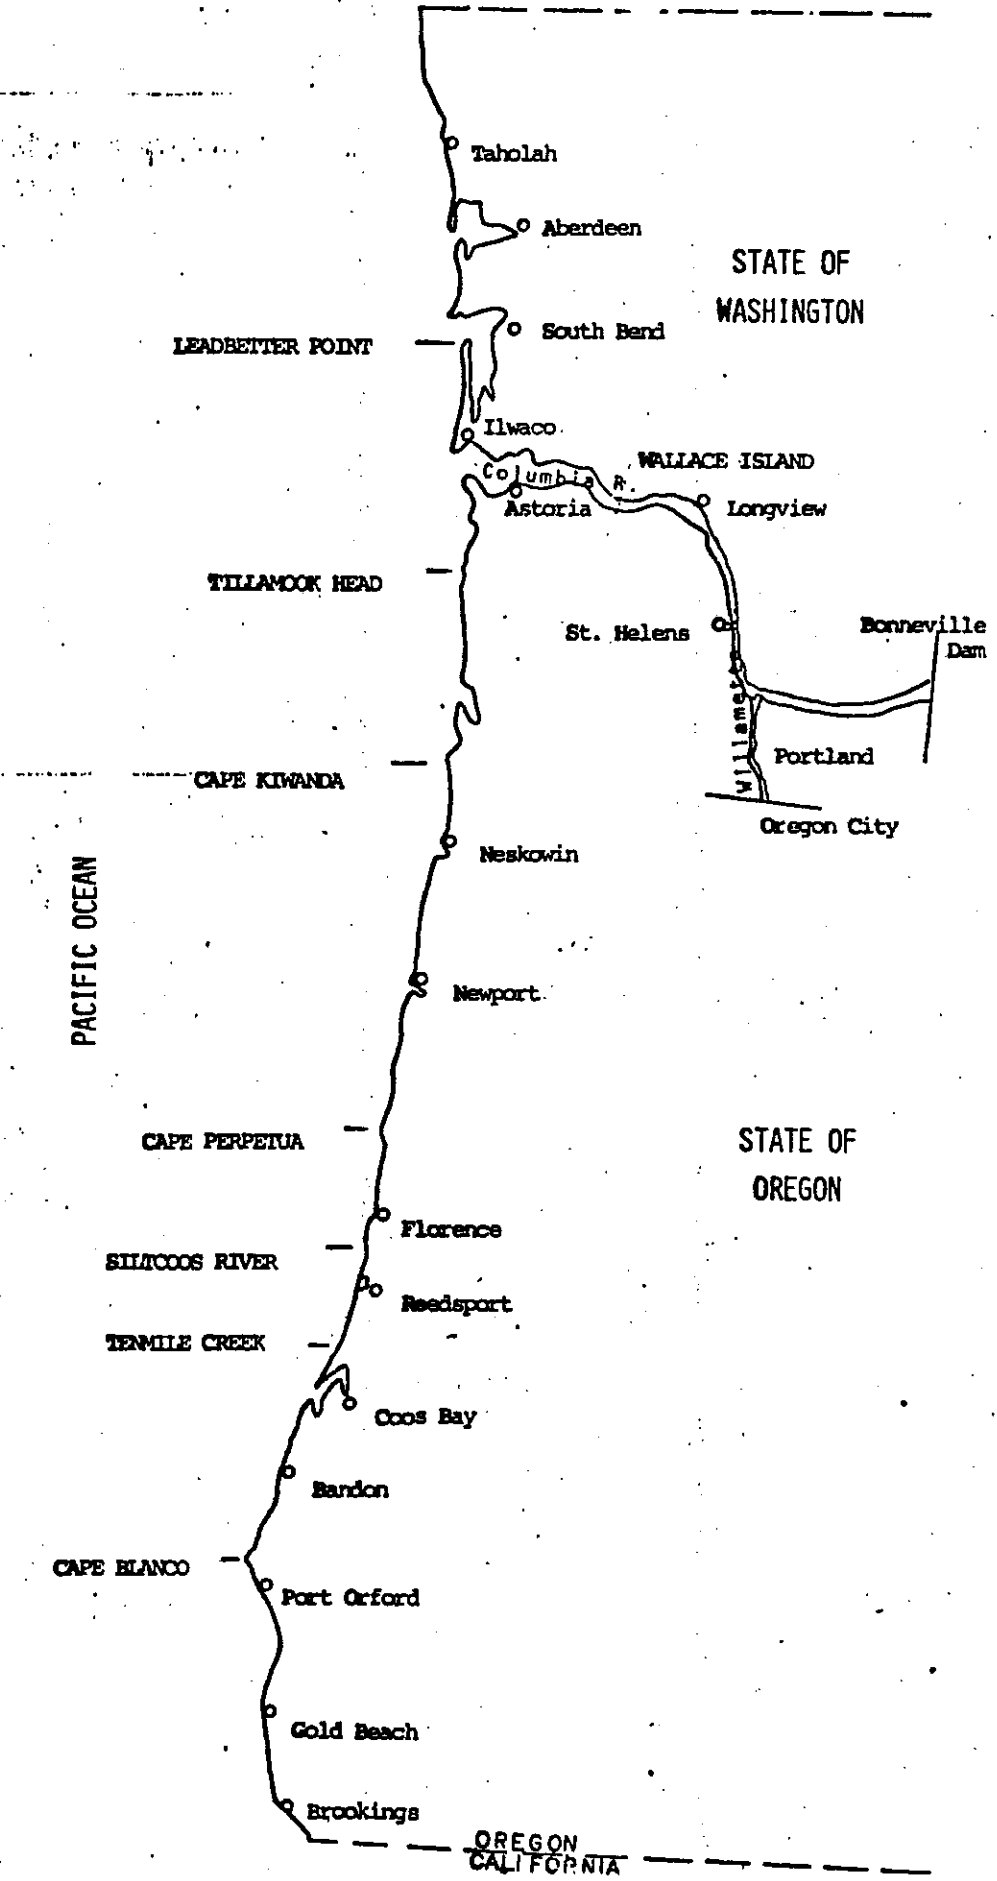 Taholah
Aberdeen
STATE OF
WASHINGTON
South Bend
LEADBETTER POINT
Ilwaco
WALLACE ISLAND
Columbia R.
Astoria
Longview
TILLAMOOK HEAD
St. Helens
Bonneville
Dam
Willamette
Portland
CAPE KIWANDA
Oregon City
Neskowin
PACIFIC OCEAN
Newport
CAPE PERPETUA
STATE OF
OREGON
Florence
SILTCOOS RIVER
Reedsport
TENMILE CREEK
Coos Bay
Bandon
CAPE BLANCO
Port Orford
Gold Beach
Brookings
OREGON
CALIFORNIA